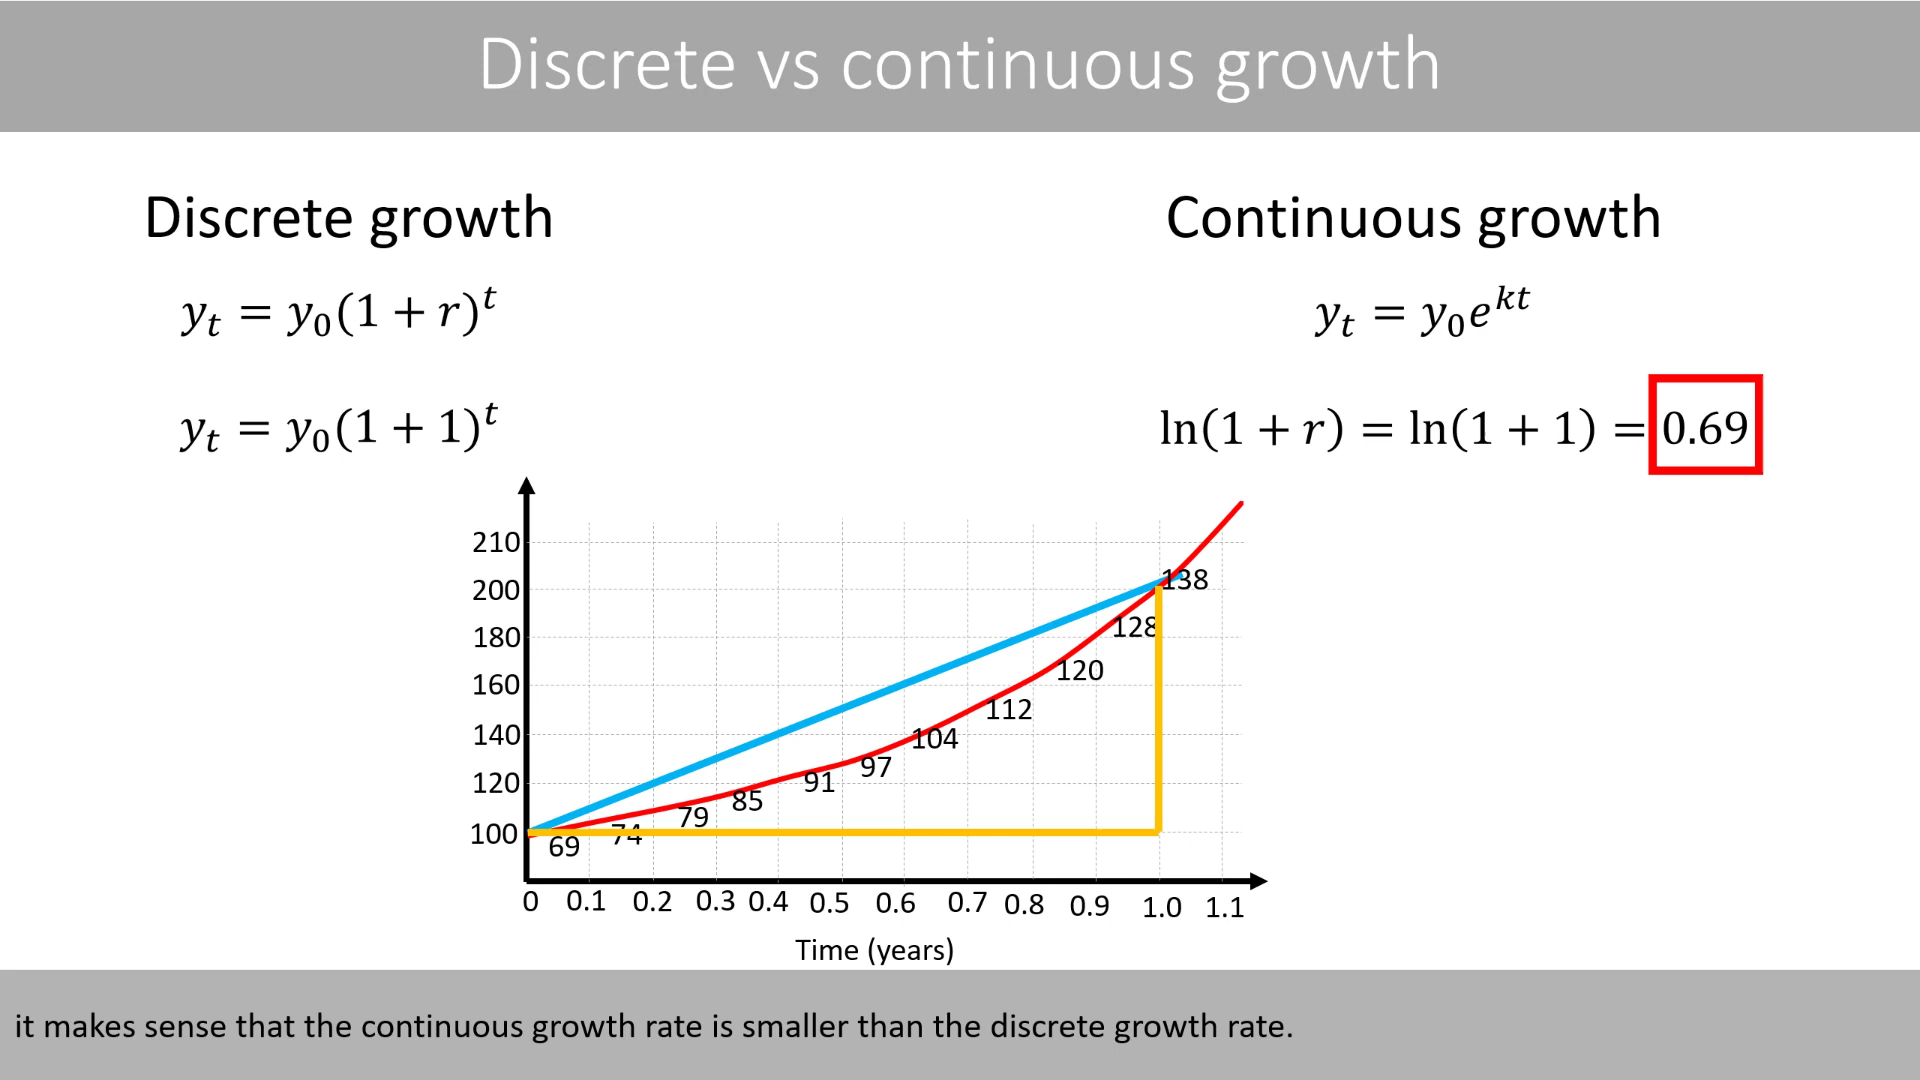 Discrete vs continuous growth
Discrete growth
Continuous growth
y_t = y_0(1 + r)^t
y_t = y_0e^{kt}
y_t = y_0(1 + 1)^t
ln(1 + r) = ln(1 + 1) = 0.69
210
200
180
160
140
120
100
69
74
79
85
91
97
104
112
120
128
138
0 0.1 0.2 0.3 0.4 0.5 0.6 0.7 0.8 0.9 1.0 1.1
Time (years)
it makes sense that the continuous growth rate is smaller than the discrete growth rate.